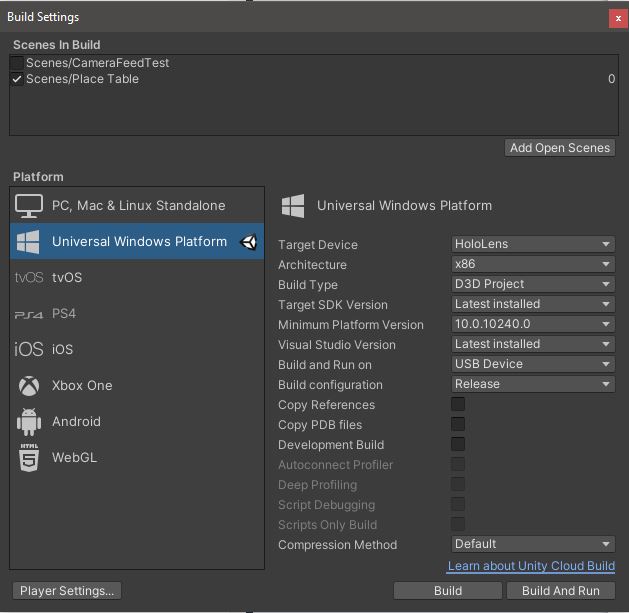 Build Settings
x
Scenes In Build
Scenes/CameraFeedTest
Scenes/Place Table 0
Add Open Scenes
Platform
PC, Mac & Linux Standalone
Universal Windows Platform
tvOS tvOS
PS4 PS4
iOS iOS
Xbox One
Android
HTML 5 WebGL
Universal Windows Platform
Target Device HoloLens
Architecture x86
Build Type D3D Project
Target SDK Version Latest installed
Minimum Platform Version 10.0.10240.0
Visual Studio Version Latest installed
Build and Run on USB Device
Build configuration Release
Copy References
Copy PDB files
Development Build
Autoconnect Profiler
Deep Profiling
Script Debugging
Scripts Only Build
Compression Method Default
Learn about Unity Cloud Build
Player Settings...
Build
Build And Run